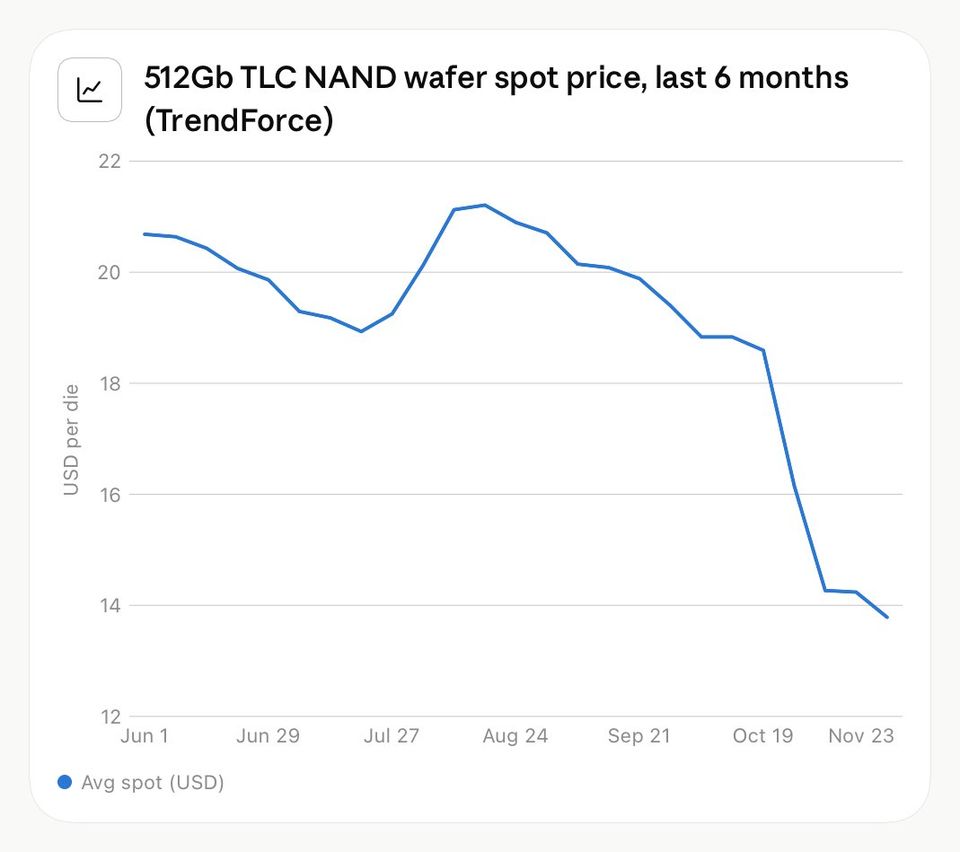 512Gb TLC NAND wafer spot price, last 6 months
(TrendForce)
22
20
18
16
14
12
USD per die
Jun 1
Jun 29
Jul 27
Aug 24
Sep 21
Oct 19
Nov 23
Avg spot (USD)